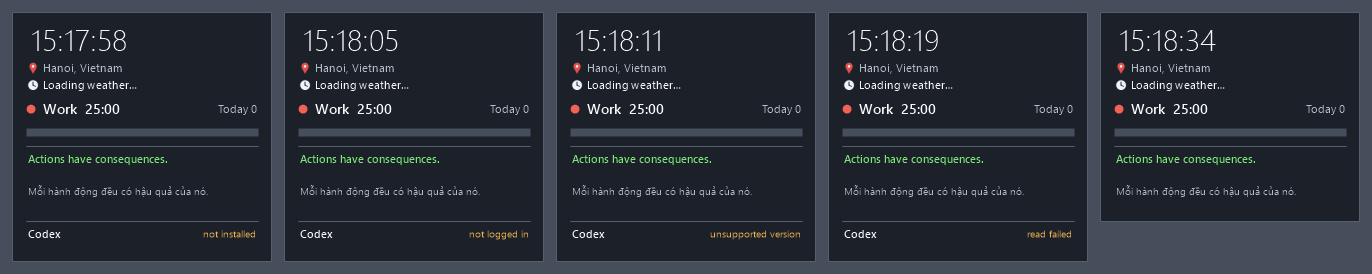 15:17:58
Hanoi, Vietnam
Loading weather...
Work 25:00 Today 0
Actions have consequences.
Mỗi hành động đều có hậu quả của nó.
Codex not installed
15:18:05
Hanoi, Vietnam
Loading weather...
Work 25:00 Today 0
Actions have consequences.
Mỗi hành động đều có hậu quả của nó.
Codex not logged in
15:18:11
Hanoi, Vietnam
Loading weather...
Work 25:00 Today 0
Actions have consequences.
Mỗi hành động đều có hậu quả của nó.
Codex unsupported version
15:18:19
Hanoi, Vietnam
Loading weather...
Work 25:00 Today 0
Actions have consequences.
Mỗi hành động đều có hậu quả của nó.
Codex read failed
15:18:34
Hanoi, Vietnam
Loading weather...
Work 25:00 Today 0
Actions have consequences.
Mỗi hành động đều có hậu quả của nó.